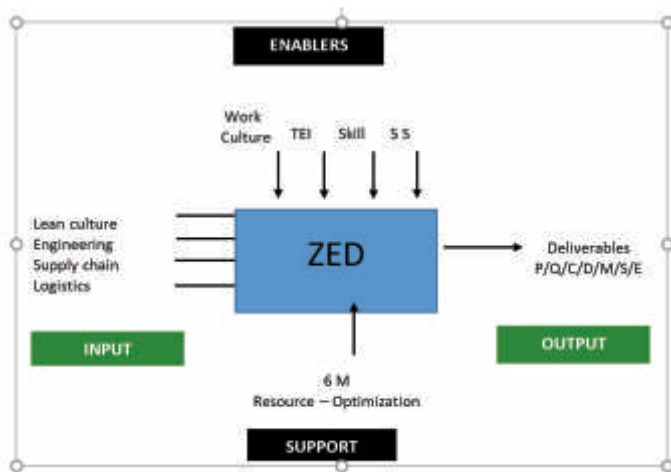 ENABLERS
Work
Culture TEI Skill 5 S
Lean culture
Engineering
Supply chain
Logistics
ZED
Deliverables
P/Q/C/D/M/S/E
INPUT
OUTPUT
6 M
Resource – Optimization
SUPPORT